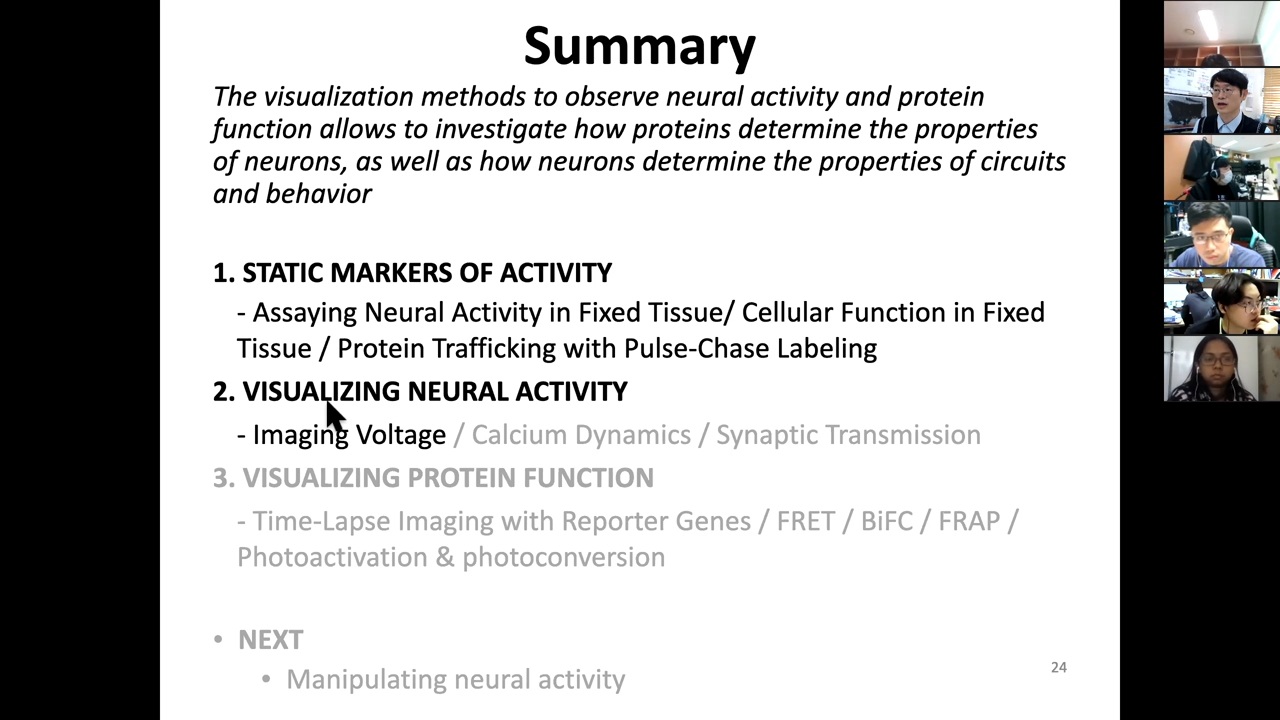 Summary
The visualization methods to observe neural activity and protein
function allows to investigate how proteins determine the properties
of neurons, as well as how neurons determine the properties of circuits
and behavior
1. STATIC MARKERS OF ACTIVITY
- Assaying Neural Activity in Fixed Tissue/ Cellular Function in Fixed
Tissue / Protein Trafficking with Pulse-Chase Labeling
2. VISUALIZING NEURAL ACTIVITY
- Imaging Voltage / Calcium Dynamics / Synaptic Transmission
3. VISUALIZING PROTEIN FUNCTION
- Time-Lapse Imaging with Reporter Genes / FRET / BiFC / FRAP /
Photoactivation & photoconversion
• NEXT
• Manipulating neural activity
24